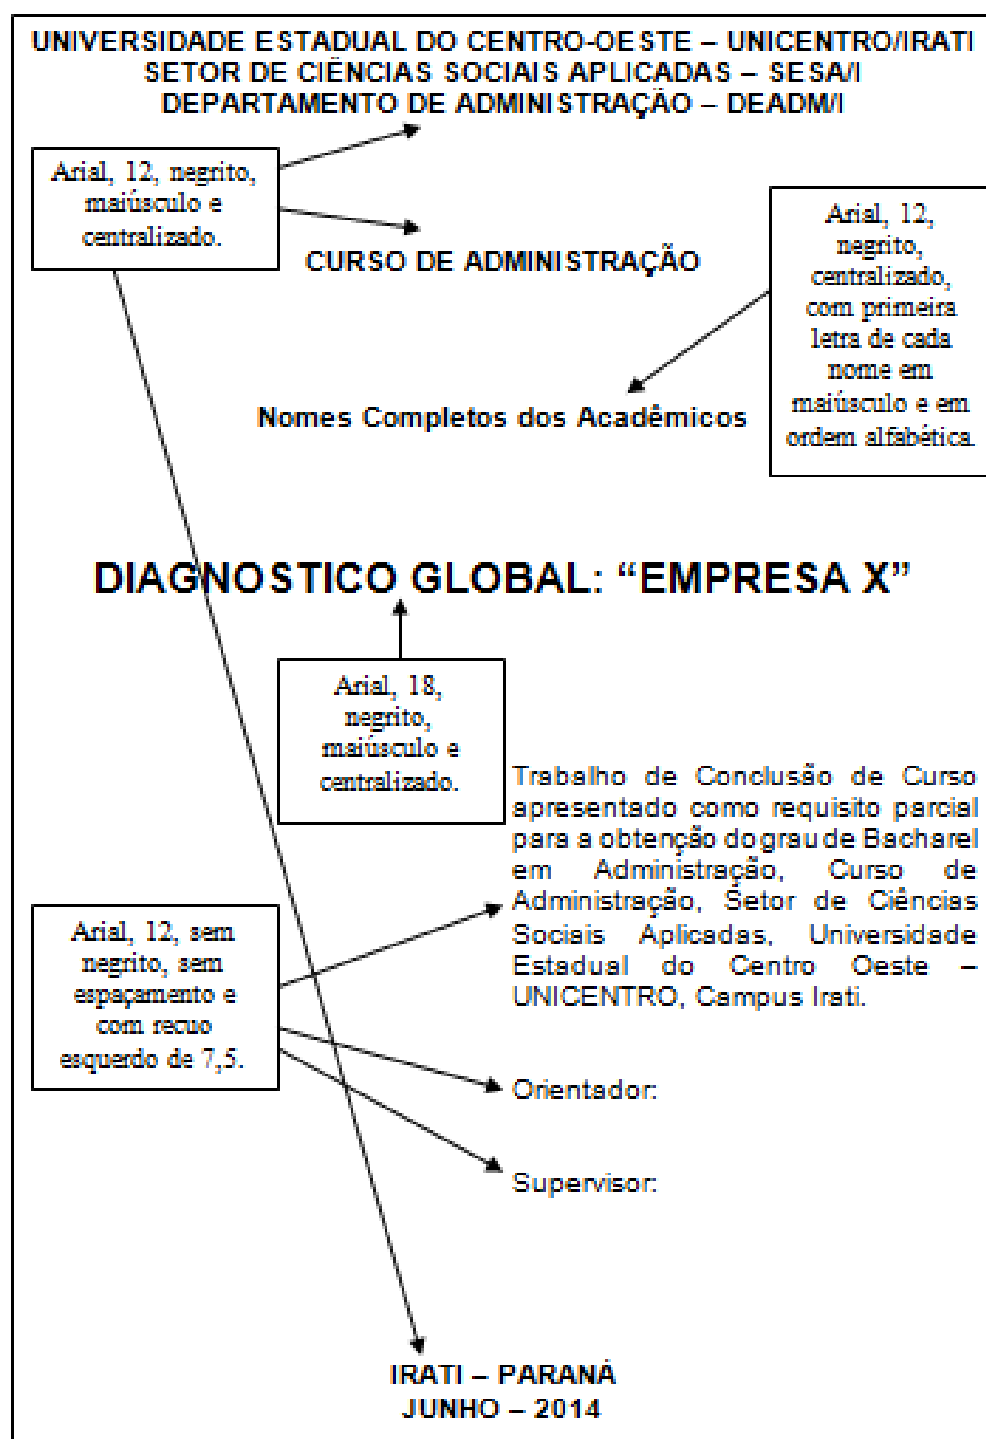 UNIVERSIDADE ESTADUAL DO CENTRO-OESTE – UNICENTRO/IRATI
SETOR DE CIÊNCIAS SOCIAIS APLICADAS – SESA/I
DEPARTAMENTO DE ADMINISTRAÇÃO – DEADM/I
Arial, 12, negrito,
maiúsculo e
centralizado.
CURSO DE ADMINISTRAÇÃO
Arial, 12,
negrito,
centralizado,
com primeira
letra de cada
nome em
maiúsculo e em
ordem alfabética.
Nomes Completos dos Acadêmicos
DIAGNOSTICO GLOBAL: “EMPRESA X”
Arial, 18,
negrito,
maiúsculo e
centralizado.
Trabalho de Conclusão de Curso
apresentado como requisito parcial
para a obtenção do grau de Bacharel
em Administração, Curso de
Administração, Setor de Ciências
Sociais Aplicadas, Universidade
Estadual do Centro Oeste –
UNICENTRO, Campus Irati.
Arial, 12, sem
negrito, sem
espaçamento e
com recuo
esquerdo de 7,5.
Orientador:
Supervisor:
IRATI – PARANÁ
JUNHO – 2014